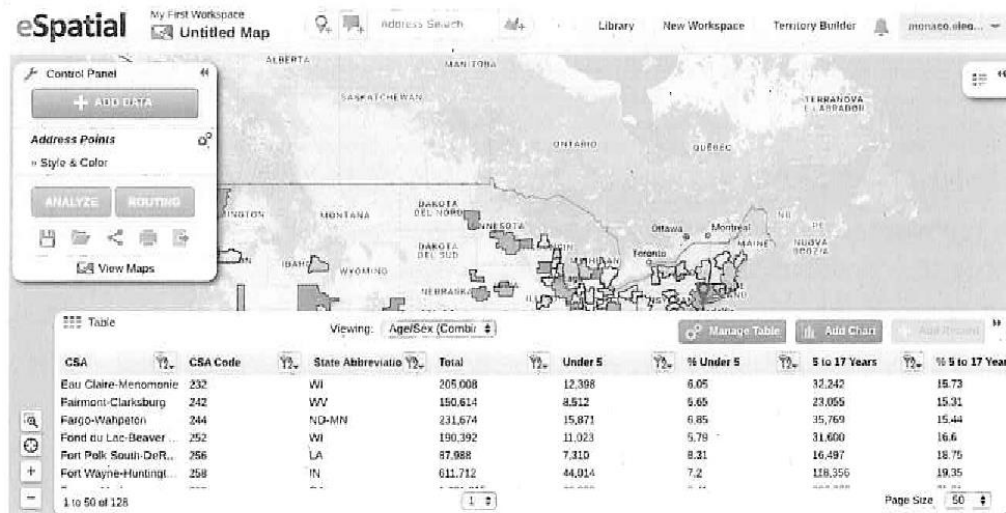 eSpatial
My First Workspace
Untitled Map
Address Search
Library
New Workspace
Territory Builder
Control Panel
ADD DATA
Address Points
» Style & Color
ANALYZE ROUTING
View Maps
ALBERTA
MANITOBA
SASKATCHEWAN
TERRANOVA
E LABRADOR
ONTARIO
QUÉBEC
MONTANA
DAKOTA
DEL NORD
DAKOTA
DEL SUD
WYOMING
Ottawa
Montreal
MAINE
NUOVA
SCOZIA
Toronto
Table
Viewing: Age/Sex (Combir
Manage Table
Add Chart
Add Record
CSA CSA Code State Abbreviatio Total Under 5 % Under 5 5 to 17 Years % 5 to 17 Year
Eau Claire-Menomonie 232 WI 205,008 12,398 6.05 32,242 15.73
Fairmont-Clarksburg 242 WV 150,614 8,512 5.65 23,055 15.31
Fargo-Wahpeton 244 ND-MN 231,674 15,871 6.85 35,769 15.44
Fond du Lac-Beaver ... 252 WI 190,392 11,023 5.79 31,600 16.6
Fort Polk South-DeR... 256 LA 87,988 7,310 8.31 16,497 18.75
Fort Wayne-Huntingt... 258 IN 611,712 44,014 7.2 118,356 19.35
1 to 50 of 128
1
Page Size 50